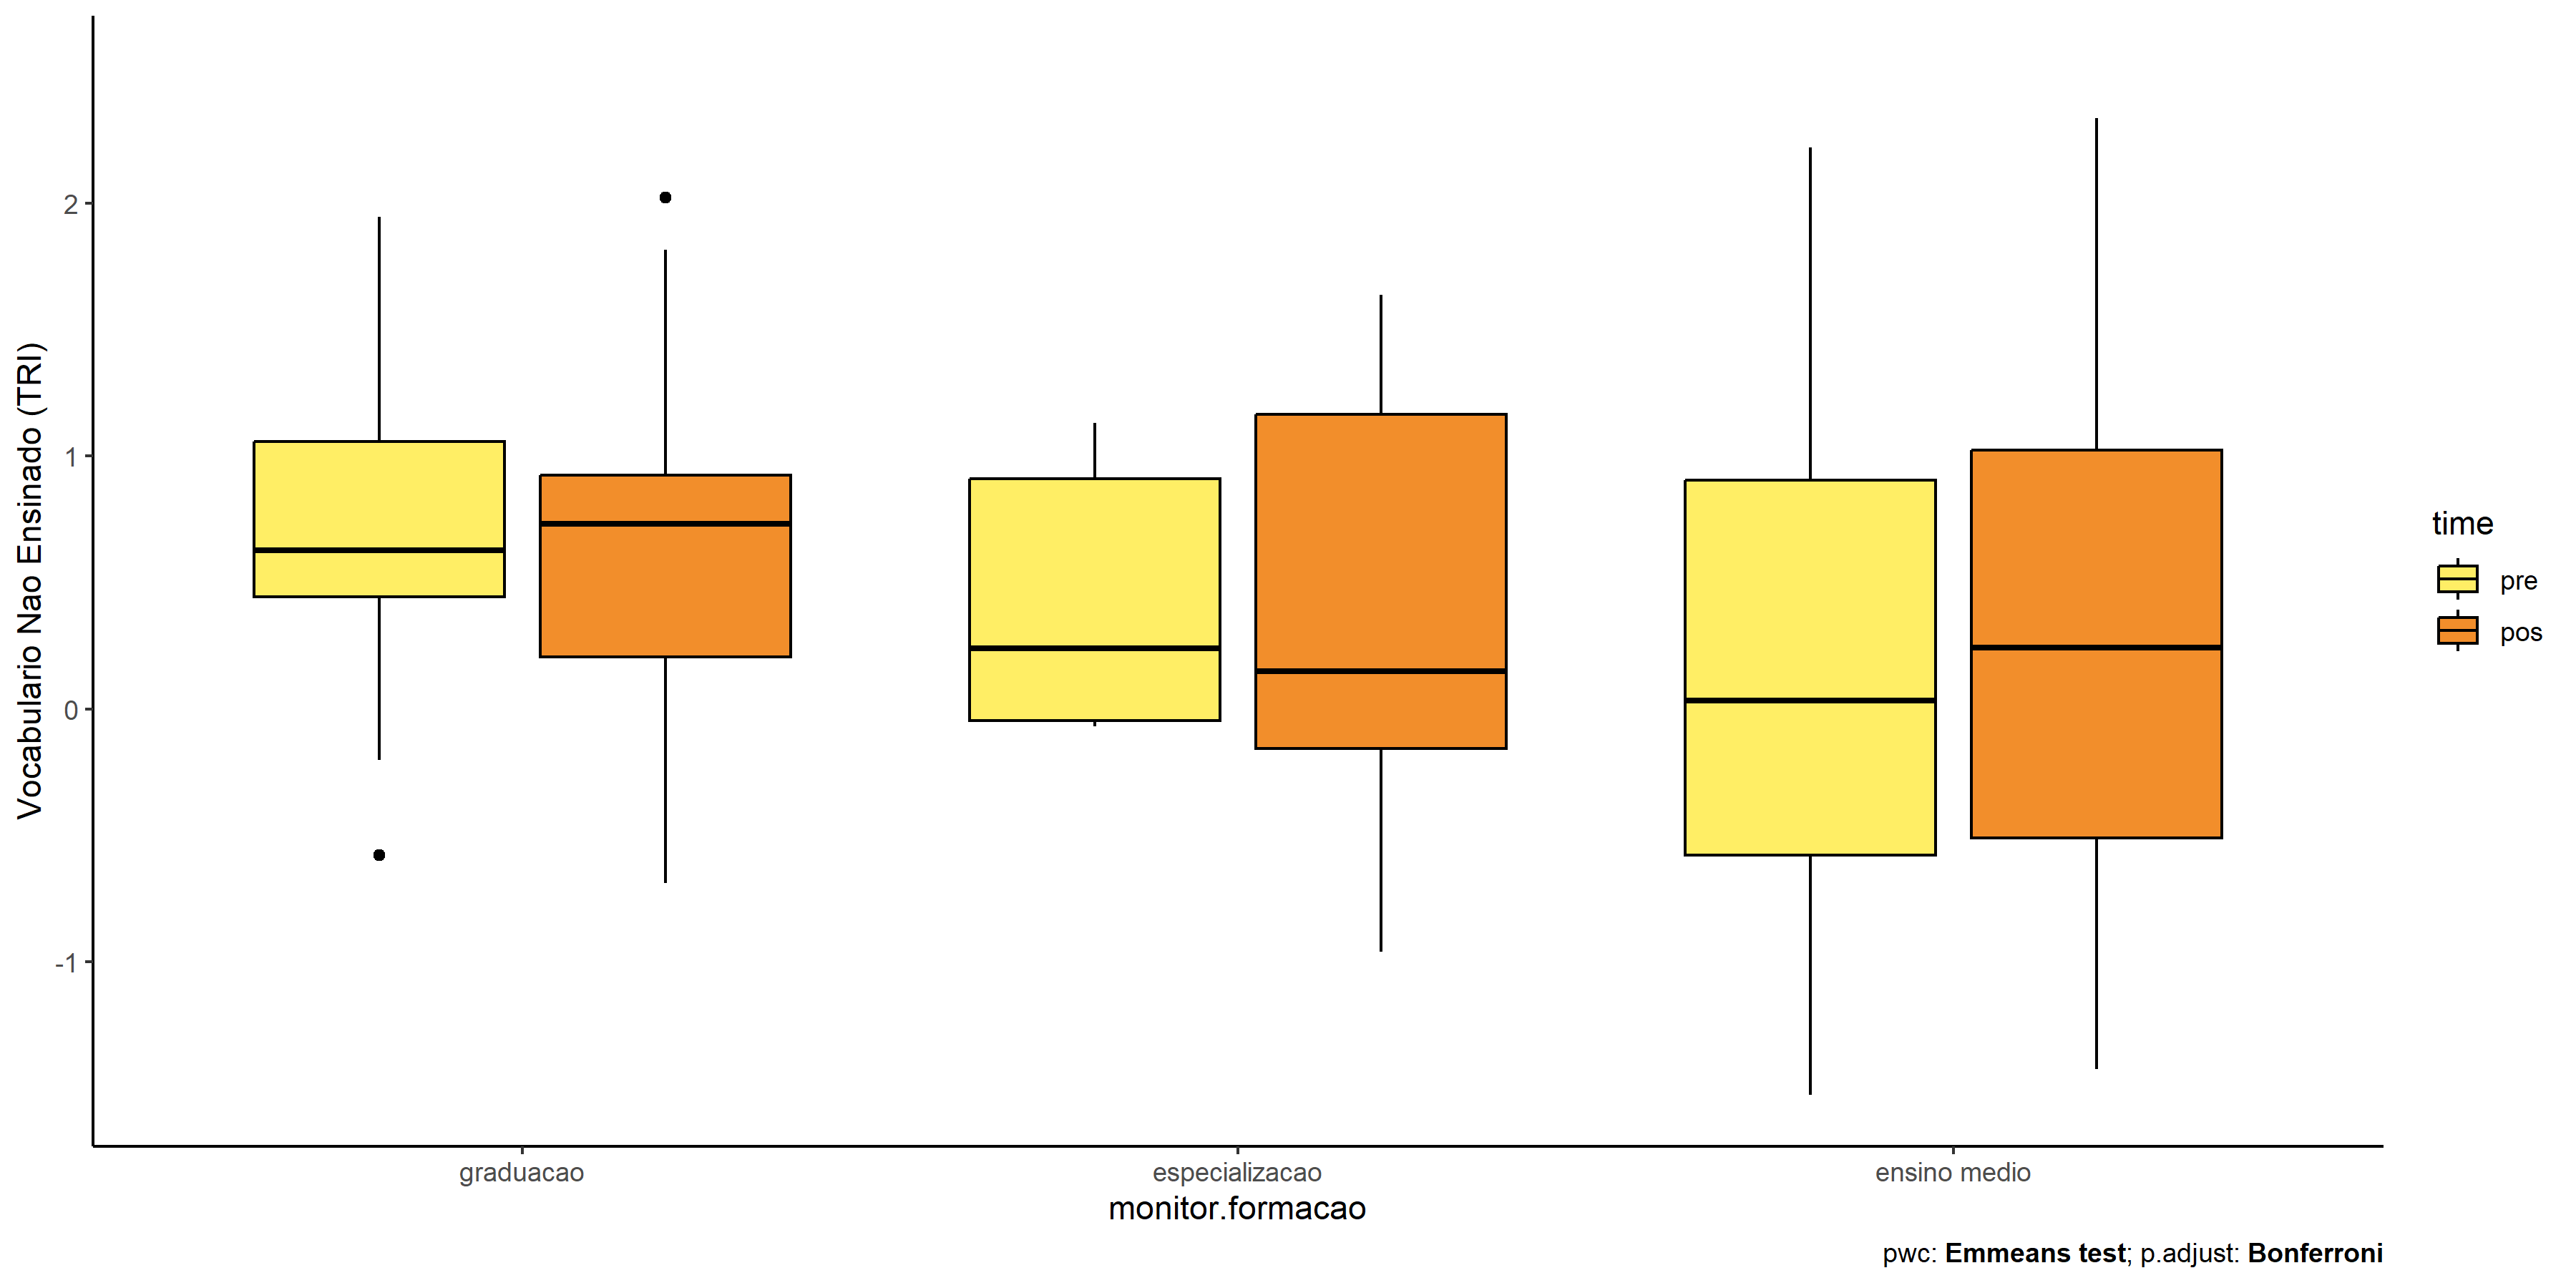 Vocabulario Nao Ensinado (TRI)
2
1
0
-1
graduacao
especializacao
ensino medio
monitor.formacao
time
pre
pos
pwc: Emmeans test; p.adjust: Bonferroni